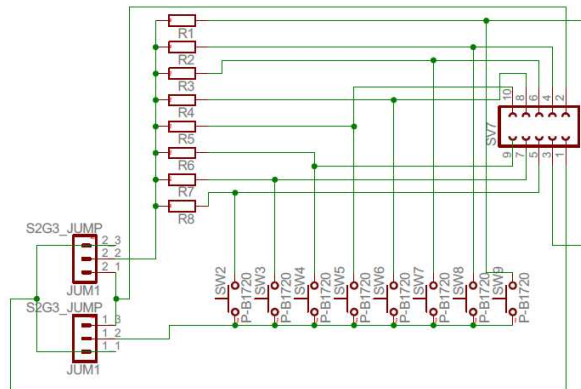 R1
R2
R3
R4
R5
R6
R7
R8
10
8
6
4
2
SV7
9
7
5
3
1
S2G3_JUMP
2_3
2_2
2_1
JUM1
S2G3_JUMP
1_3
1_2
1_1
JUM1
SW2
P-B1720
SW3
P-B1720
SW4
P-B1720
SW5
P-B1720
SW6
P-B1720
SW7
P-B1720
SW8
P-B1720
SW9
P-B1720